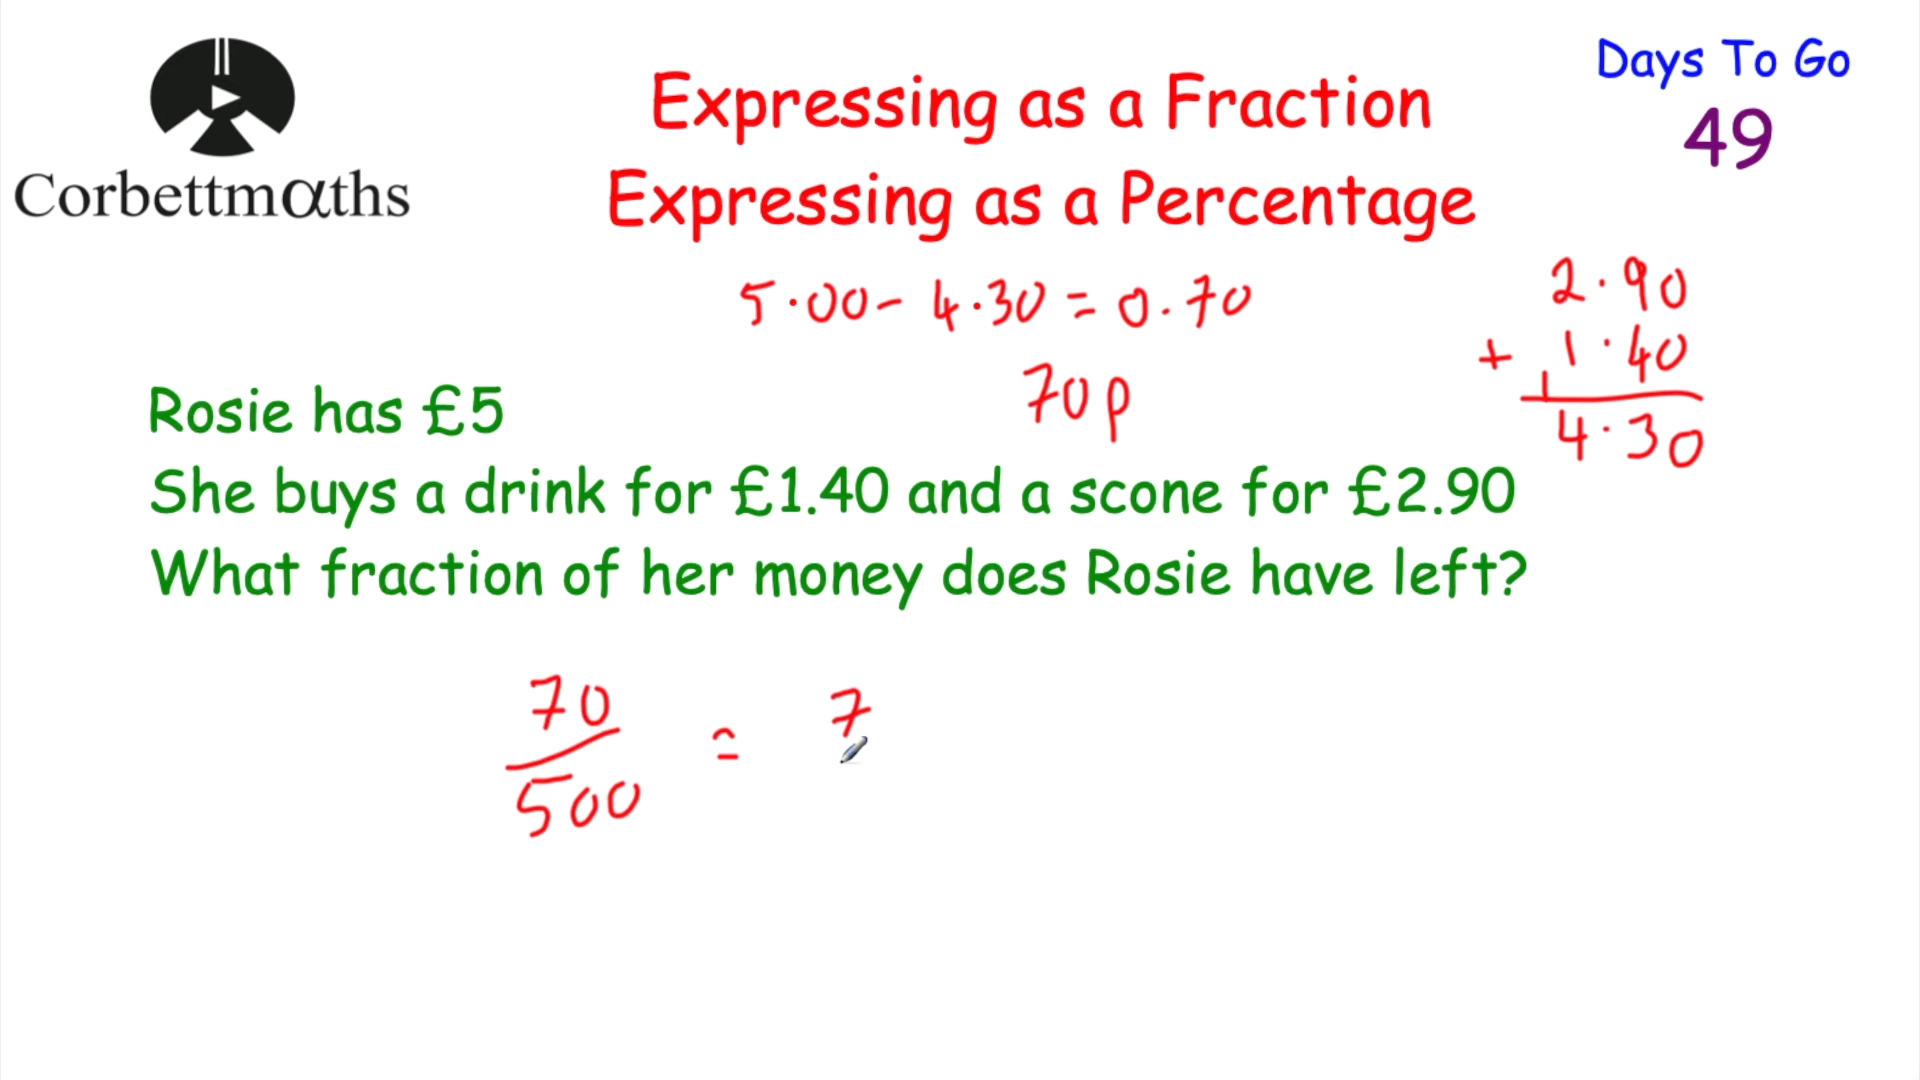 Corbettmαths
Expressing as a Fraction
Expressing as a Percentage
Days To Go
49
5.00 - 4.30 = 0.70
70p
2.90
+ 1.40
1
4.30
Rosie has £5
She buys a drink for £1.40 and a scone for £2.90
What fraction of her money does Rosie have left?
70
500
=
7